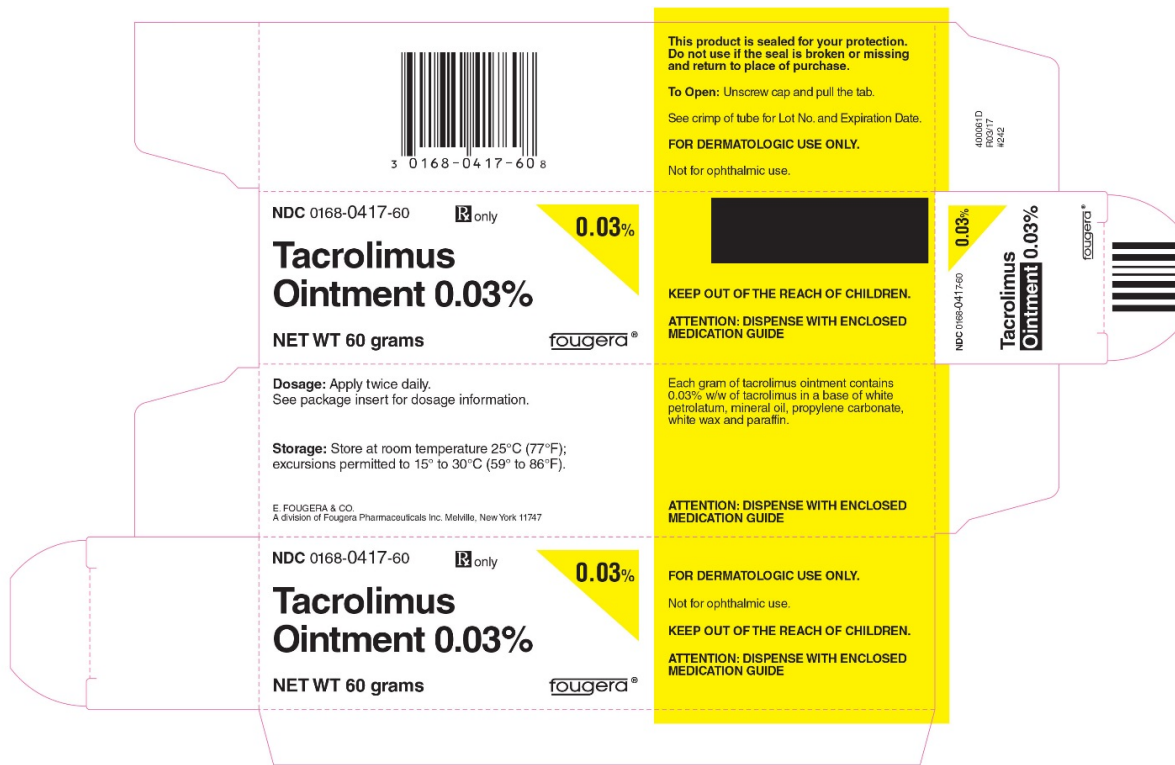 This product is sealed for your protection.
Do not use if the seal is broken or missing
and return to place of purchase.
To Open: Unscrew cap and pull the tab.
See crimp of tube for Lot No. and Expiration Date.
FOR DERMATOLOGIC USE ONLY.
Not for ophthalmic use.
3 0168-0417-60 8
400061D
R03/17
#242
NDC 0168-0417-60
Rx only
0.03%
Tacrolimus
Ointment 0.03%
NET WT 60 grams
fougera®
KEEP OUT OF THE REACH OF CHILDREN.
ATTENTION: DISPENSE WITH ENCLOSED
MEDICATION GUIDE
NDC 0168-0417-60
0.03%
Tacrolimus
Ointment 0.03%
fougera®
Dosage: Apply twice daily.
See package insert for dosage information.
Storage: Store at room temperature 25°C (77°F);
excursions permitted to 15° to 30°C (59° to 86°F).
E. FOUGERA & CO.
A division of Fougera Pharmaceuticals Inc. Melville, New York 11747
Each gram of tacrolimus ointment contains
0.03% w/w of tacrolimus in a base of white
petrolatum, mineral oil, propylene carbonate,
white wax and paraffin.
ATTENTION: DISPENSE WITH ENCLOSED
MEDICATION GUIDE
NDC 0168-0417-60
Rx only
0.03%
Tacrolimus
Ointment 0.03%
NET WT 60 grams
fougera®
FOR DERMATOLOGIC USE ONLY.
Not for ophthalmic use.
KEEP OUT OF THE REACH OF CHILDREN.
ATTENTION: DISPENSE WITH ENCLOSED
MEDICATION GUIDE